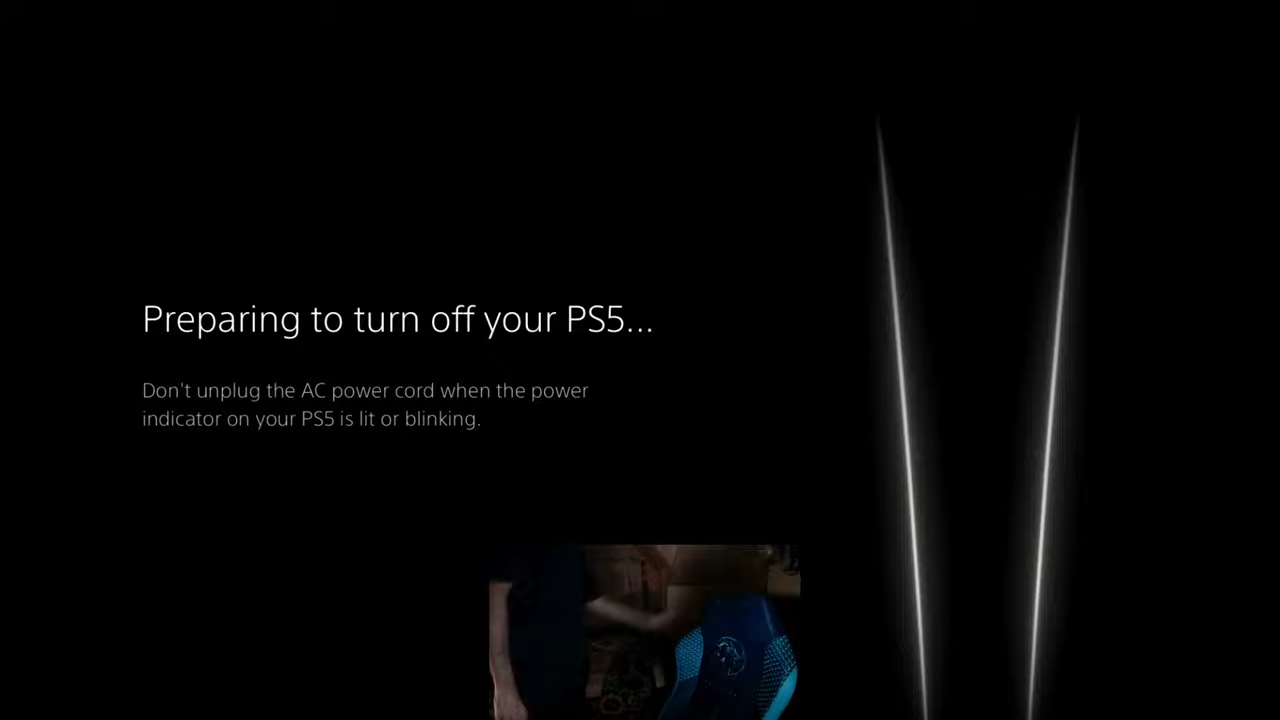 Preparing to turn off your PS5...
Don't unplug the AC power cord when the power
indicator on your PS5 is lit or blinking.